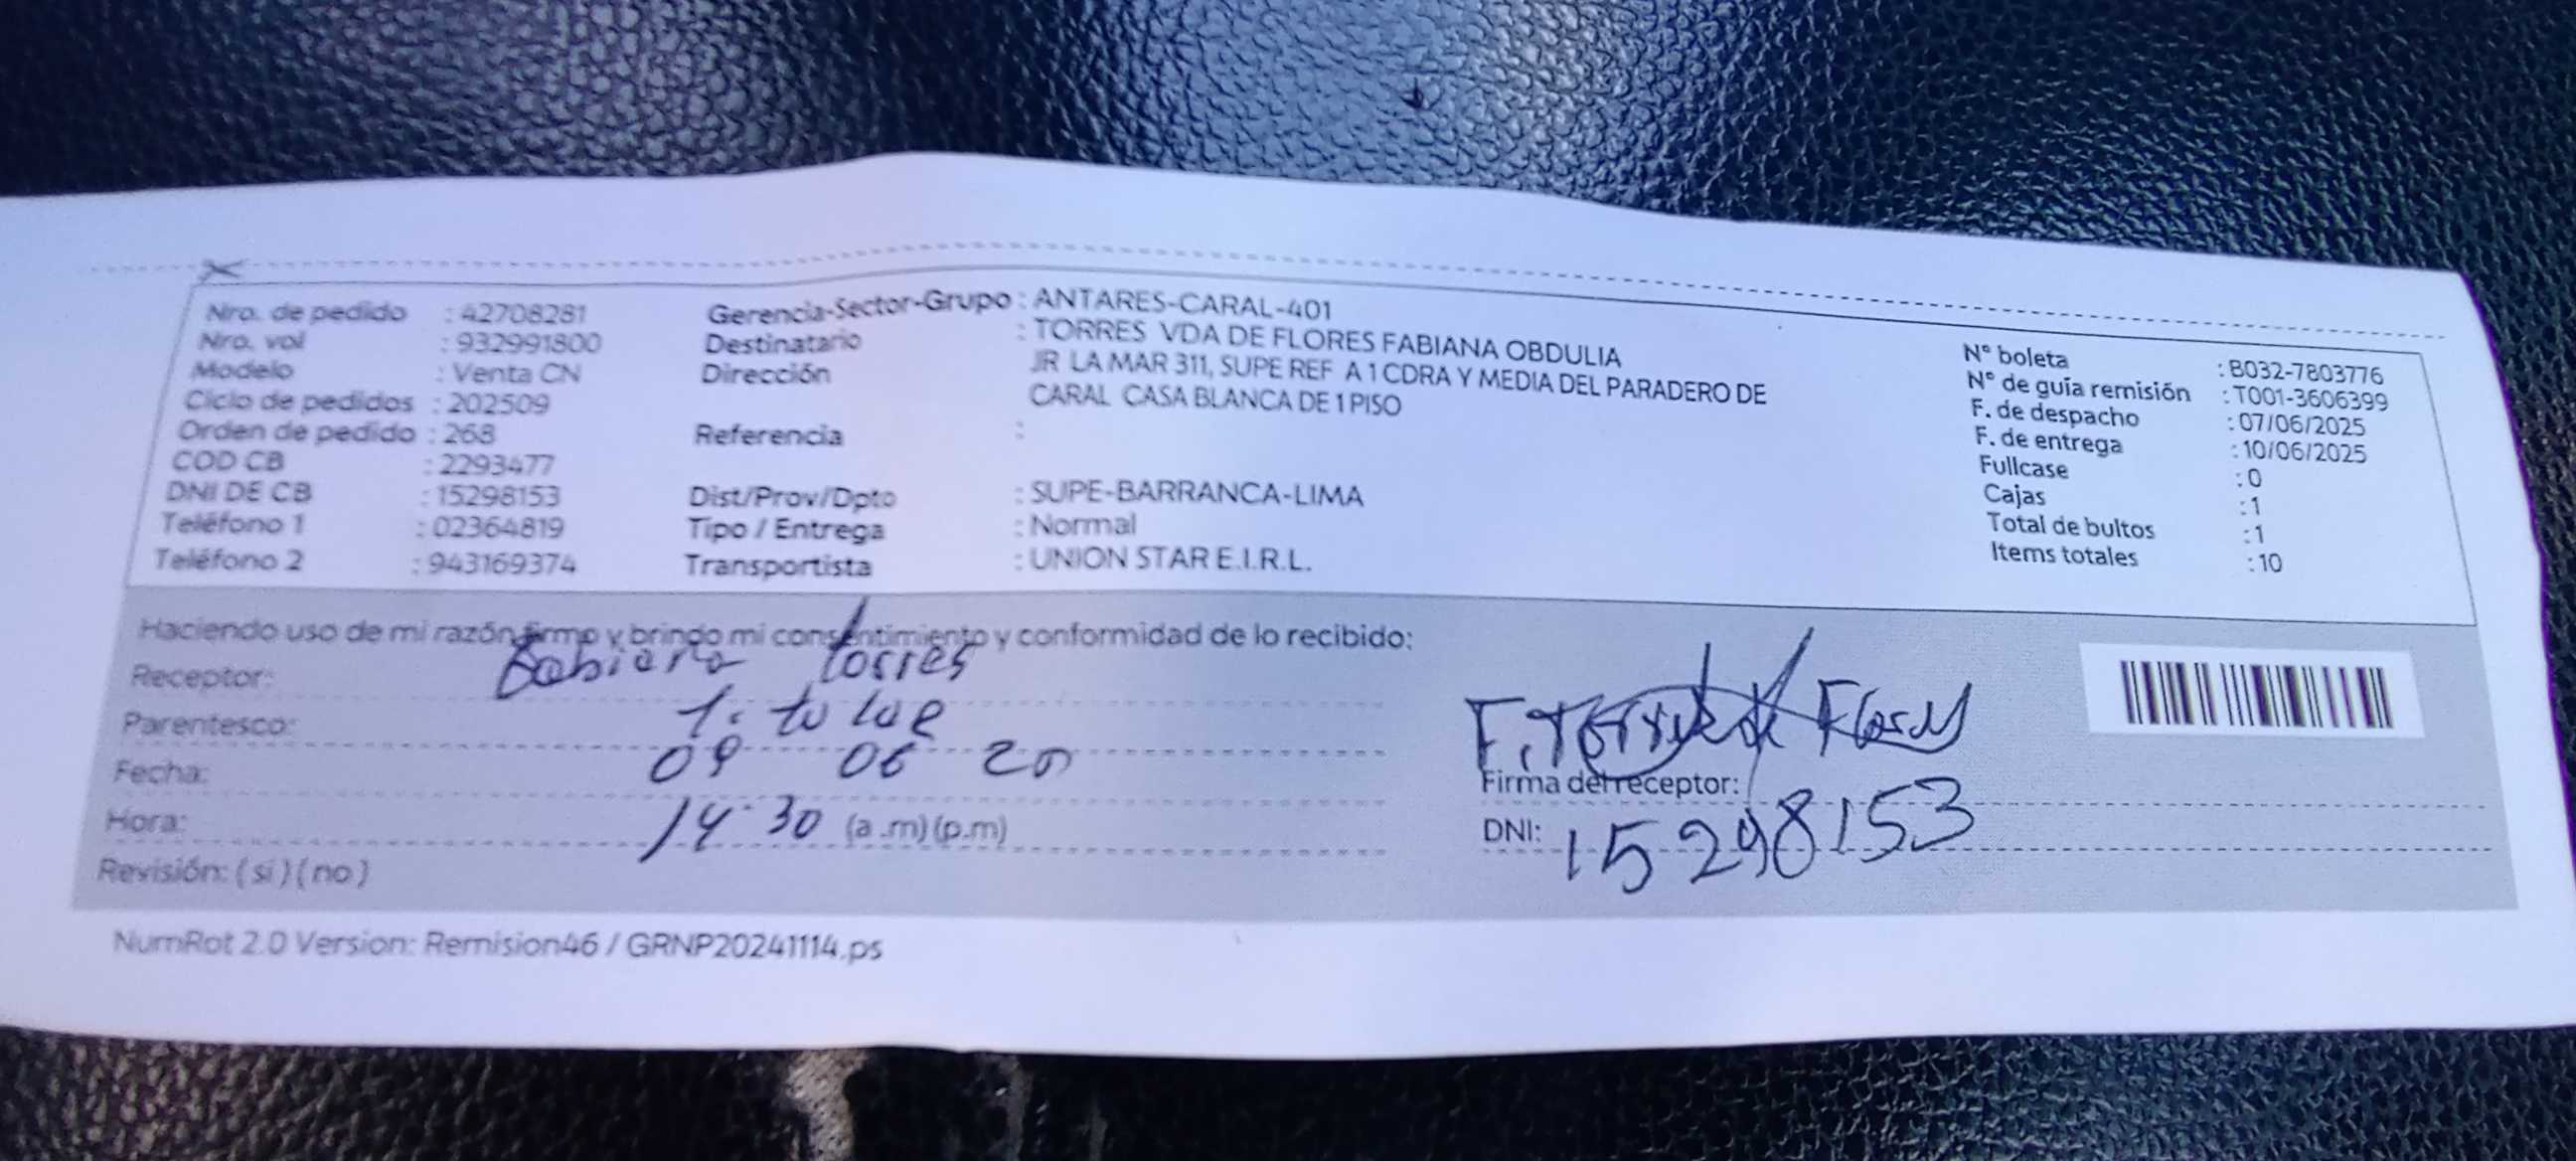 Nro. de pedido : 42708281
Nro. vol : 932991800
Modelo : Venta CN
Ciclo de pedidos : 202509
Orden de pedido : 268
COD CB : 2293477
DNI DE CB : 15298153
Teléfono 1 : 02364819
Teléfono 2 : 943169374
Gerencia-Sector-Grupo : ANTARES-CARAL-401
Destinatario : TORRES VDA DE FLORES FABIANA OBDULIA
Dirección JR LA MAR 311, SUPE REF A 1 CDRA Y MEDIA DEL PARADERO DE
CARAL CASA BLANCA DE 1 PISO
Referencia :
Dist/Prov/Dpto : SUPE-BARRANCA-LIMA
Tipo / Entrega : Normal
Transportista : UNION STAR E.I.R.L.
N° boleta : B032-7803776
N° de guía remisión : T001-3606399
F. de despacho : 07/06/2025
F. de entrega : 10/06/2025
Fullcase : 0
Cajas : 1
Total de bultos : 1
Items totales : 10
Haciendo uso de mi razón firmo y brindo mi consentimiento y conformidad de lo recibido:
Receptor: Fabiana Torres
Parentesco:
Fecha: 09 06 20
Hora: 14:30 (a .m) (p.m)
Revisión: ( si ) ( no )
F. Torres de Flores
Firma del receptor:
DNI: 15298153
NumRot 2.0 Version: Remision46 / GRNP20241114.ps